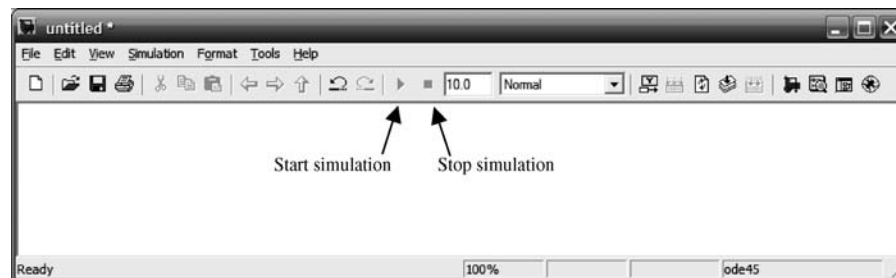 untitled *
File Edit View Simulation Format Tools Help
10.0 Normal
Start simulation Stop simulation
Ready 100% ode45